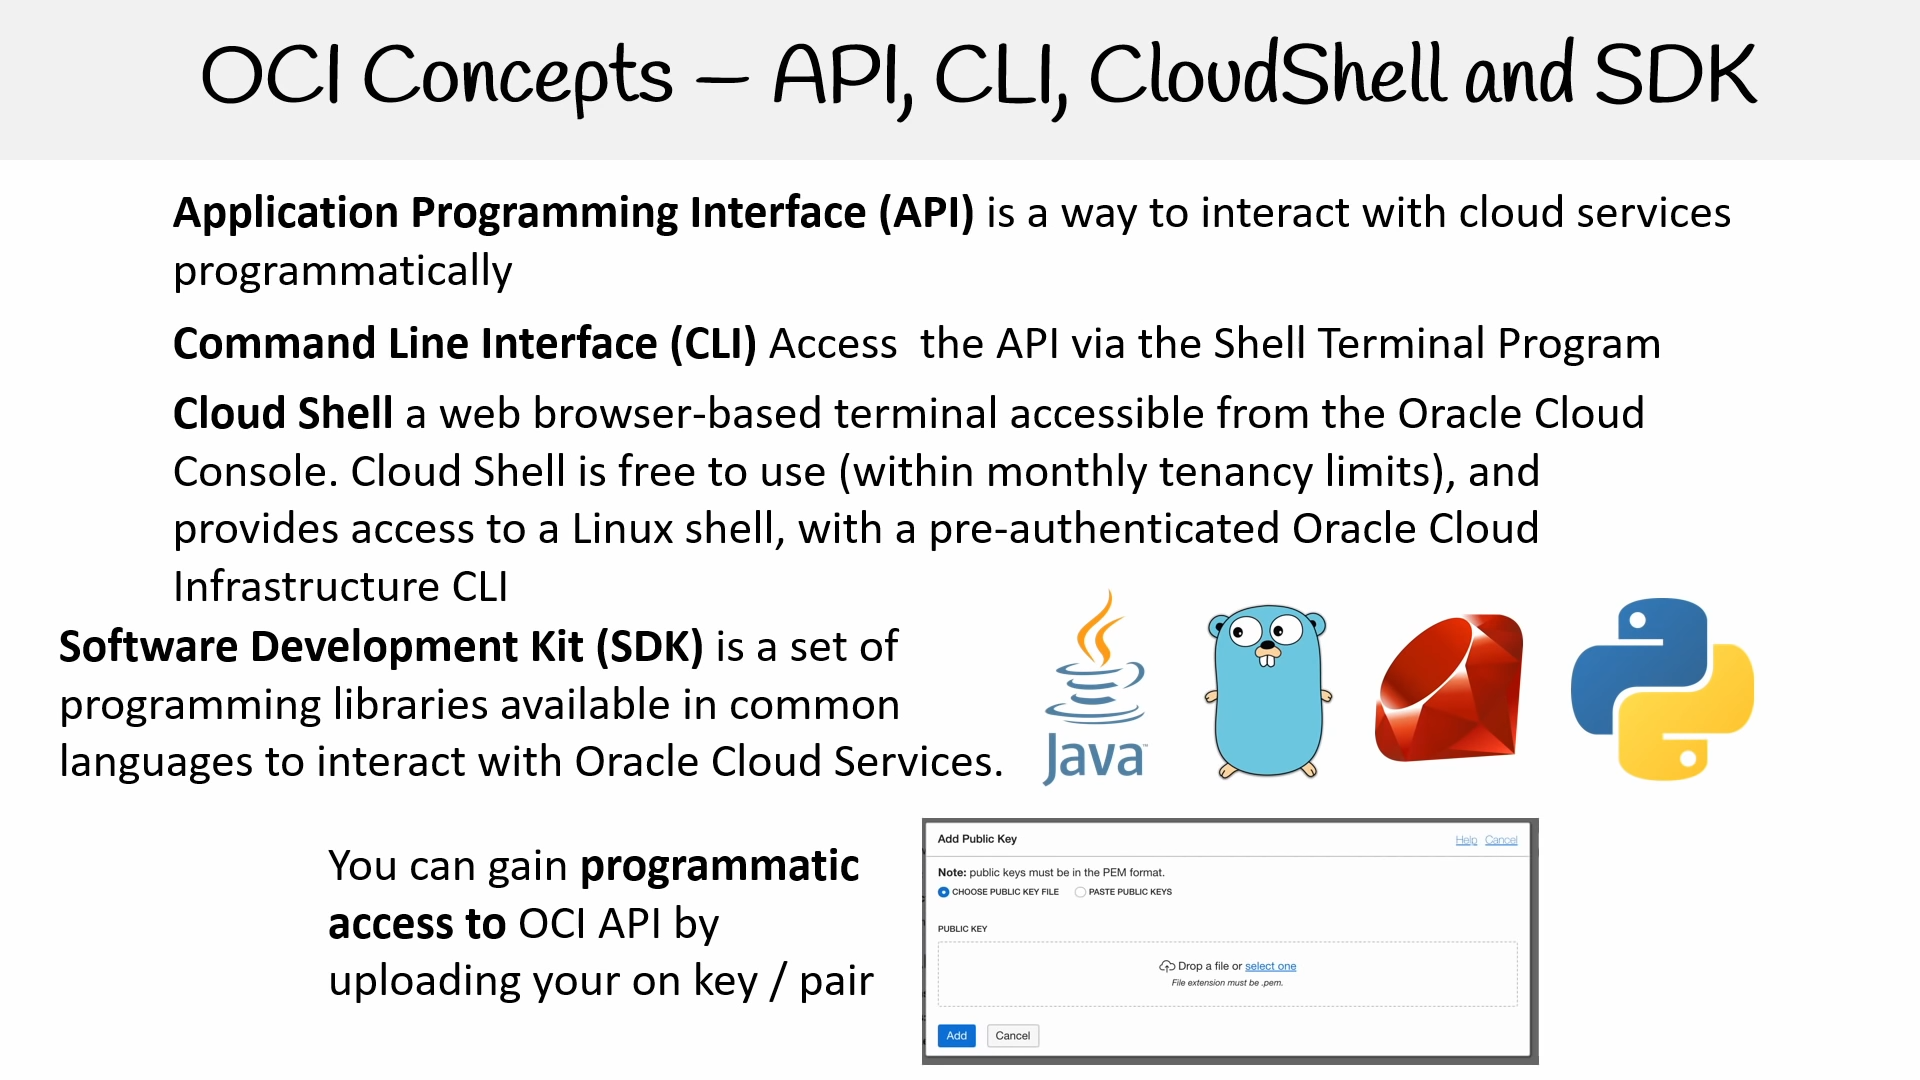 OCI Concepts – API, CLI, CloudShell and SDK
Application Programming Interface (API) is a way to interact with cloud services
programmatically
Command Line Interface (CLI) Access  the API via the Shell Terminal Program
Cloud Shell a web browser-based terminal accessible from the Oracle Cloud
Console. Cloud Shell is free to use (within monthly tenancy limits), and
provides access to a Linux shell, with a pre-authenticated Oracle Cloud
Infrastructure CLI
Software Development Kit (SDK) is a set of
programming libraries available in common
languages to interact with Oracle Cloud Services.
Java™
You can gain programmatic
access to OCI API by
uploading your on key / pair
Add Public Key
Help Cancel
Note: public keys must be in the PEM format.
CHOOSE PUBLIC KEY FILE PASTE PUBLIC KEYS
PUBLIC KEY
Drop a file or select one
File extension must be .pem.
Add Cancel